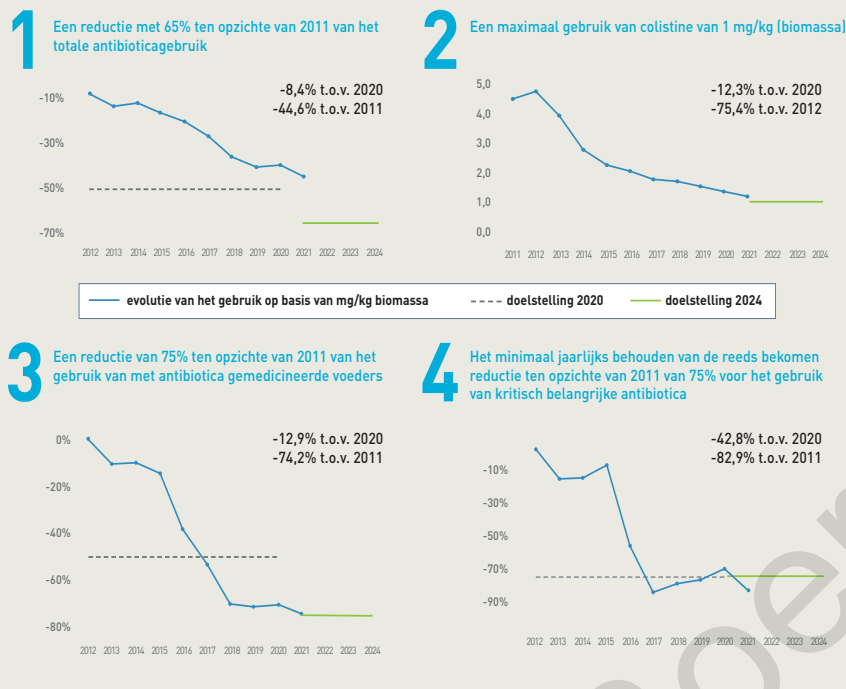 1
Een reductie met 65% ten opzichte van 2011 van het
totale antibioticagebruik
-8,4% t.o.v. 2020
-44,6% t.o.v. 2011
-10%
-30%
-50%
-70%
2012 2013 2014 2015 2016 2017 2018 2019 2020 2021 2022 2023 2024
2
Een maximaal gebruik van colistine van 1 mg/kg (biomassa)
-12,3% t.o.v. 2020
-75,4% t.o.v. 2012
5,0
4,0
3,0
2,0
1,0
0,0
2011 2012 2013 2014 2015 2016 2017 2018 2019 2020 2021 2022 2023 2024
evolutie van het gebruik op basis van mg/kg biomassa doelstelling 2020 doelstelling 2024
3
Een reductie van 75% ten opzichte van 2011 van het
gebruik van met antibiotica gemedicineerde voeders
-12,9% t.o.v. 2020
-74,2% t.o.v. 2011
0%
-20%
-40%
-60%
-80%
2012 2013 2014 2015 2016 2017 2018 2019 2020 2021 2022 2023 2024
4
Het minimaal jaarlijks behouden van de reeds bekomen
reductie ten opzichte van 2011 van 75% voor het gebruik
van kritisch belangrijke antibiotica
-42,8% t.o.v. 2020
-82,9% t.o.v. 2011
-10%
-30%
-50%
-70%
-90%
2012 2013 2014 2015 2016 2017 2018 2019 2020 2021 2022 2023 2024